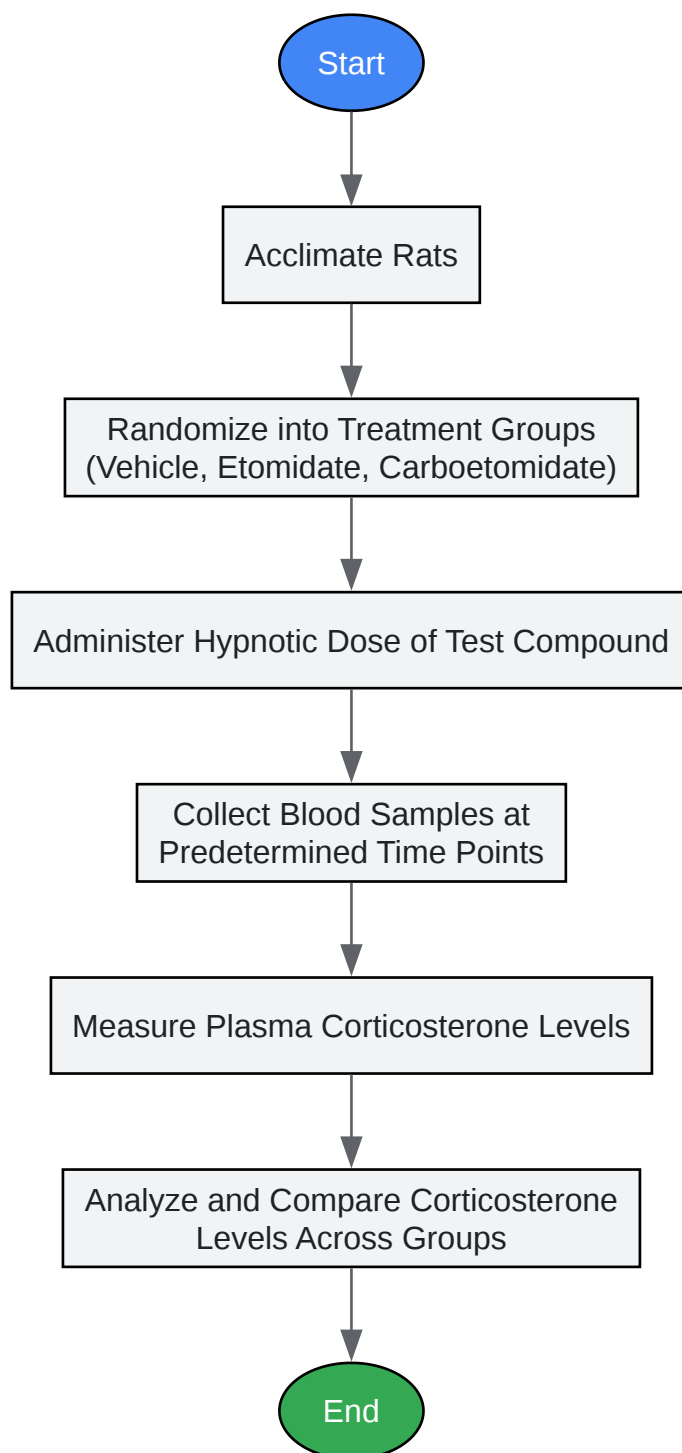 Start
Acclimate Rats
Randomize into Treatment Groups
(Vehicle, Etomidate, Carboetomidate)
Administer Hypnotic Dose of Test Compound
Collect Blood Samples at
Predetermined Time Points
Measure Plasma Corticosterone Levels
Analyze and Compare Corticosterone
Levels Across Groups
End